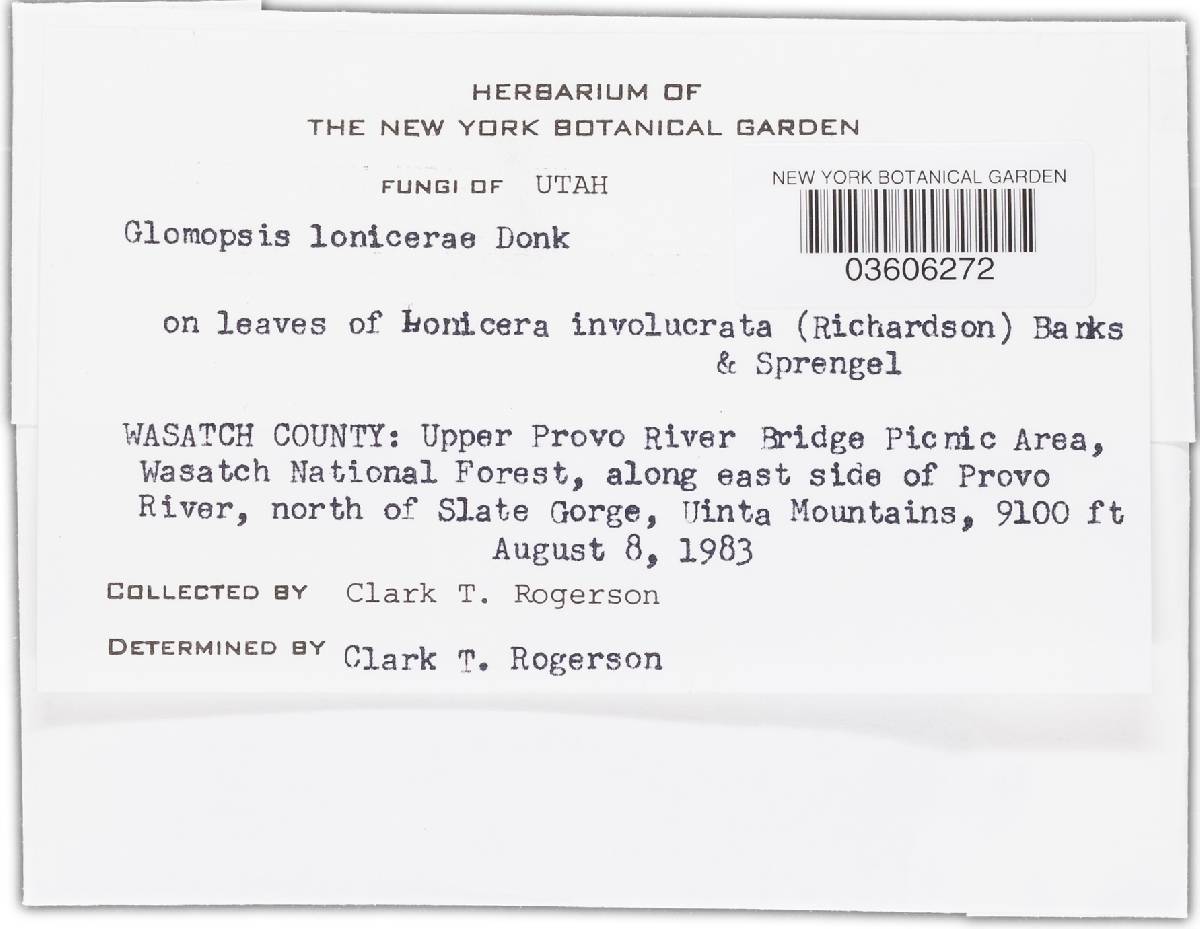 HERBARIUM OF
THE NEW YORK BOTANICAL GARDEN
FUNGI OF UTAH
NEW YORK BOTANICAL GARDEN
03606272
Glomopsis lonicerae Donk
on leaves of Lonicera involucrata (Richardson) Banks
& Sprengel
WASATCH COUNTY: Upper Provo River Bridge Picnic Area,
Wasatch National Forest, along east side of Provo
River, north of Slate Gorge, Uinta Mountains, 9100 ft
August 8, 1983
COLLECTED BY Clark T. Rogerson
DETERMINED BY Clark T. Rogerson